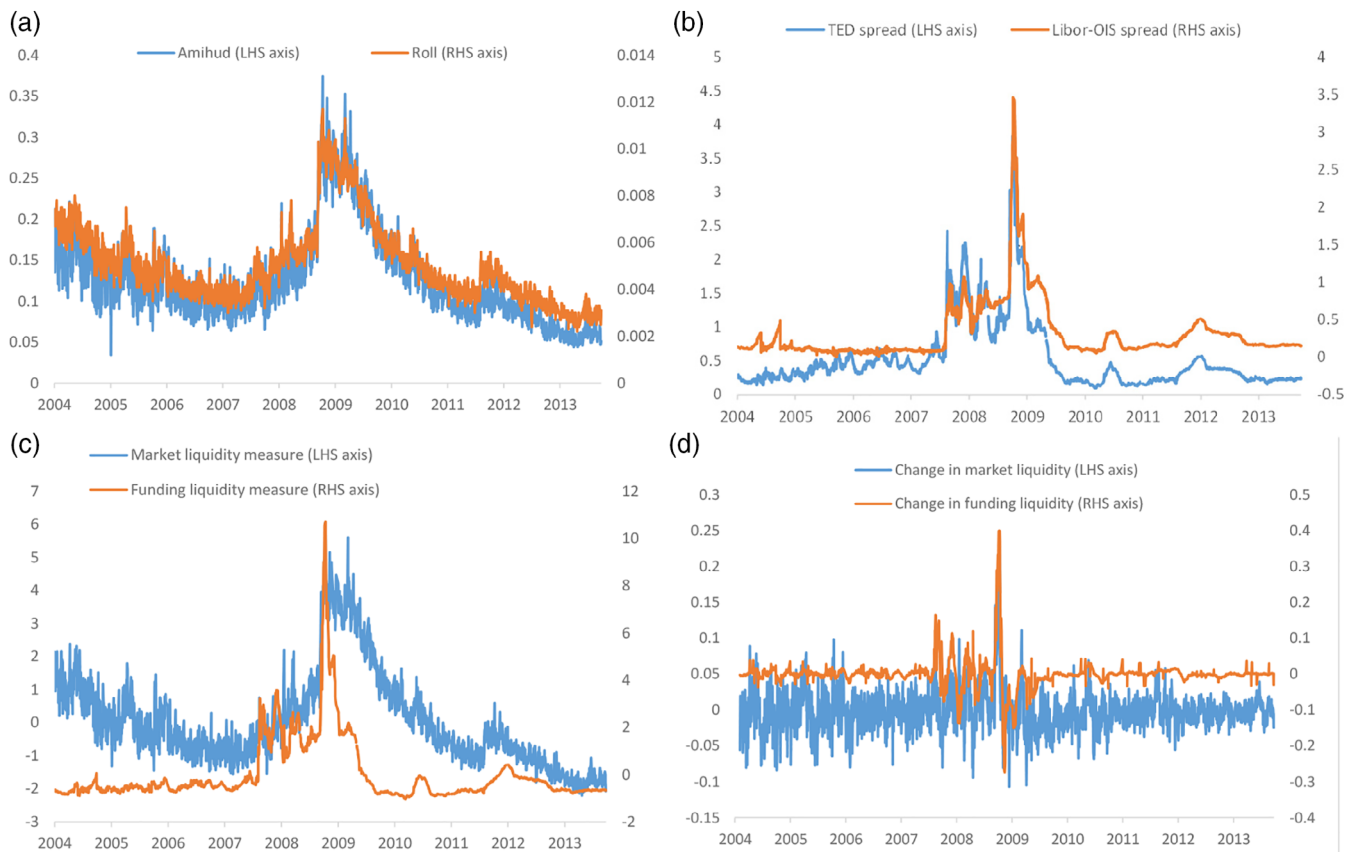 (a)
Amihud (LHS axis) Roll (RHS axis)
0.4 0.014
0.35 0.012
0.3 0.01
0.25 0.008
0.2 0.006
0.15 0.004
0.1 0.002
0.05 0
0
2004 2005 2006 2007 2008 2009 2010 2011 2012 2013
(b)
TED spread (LHS axis) Libor-OIS spread (RHS axis)
5 4
4.5 3.5
4 3
3.5 2.5
3 2
2.5 1.5
2 1
1.5 0.5
1 0
0.5 -0.5
0
2004 2005 2006 2007 2008 2009 2010 2011 2012 2013
(c)
Market liquidity measure (LHS axis)
Funding liquidity measure (RHS axis)
7 12
6 10
5 8
4 6
3 4
2 2
1 0
0 -2
-1
-2
-3
2004 2005 2006 2007 2008 2009 2010 2011 2012 2013
(d)
Change in market liquidity (LHS axis)
Change in funding liquidity (RHS axis)
0.3 0.5
0.25 0.4
0.2 0.3
0.15 0.2
0.1 0.1
0.05 0
0 -0.1
-0.05 -0.2
-0.1 -0.3
-0.15 -0.4
2004 2005 2006 2007 2008 2009 2010 2011 2012 2013